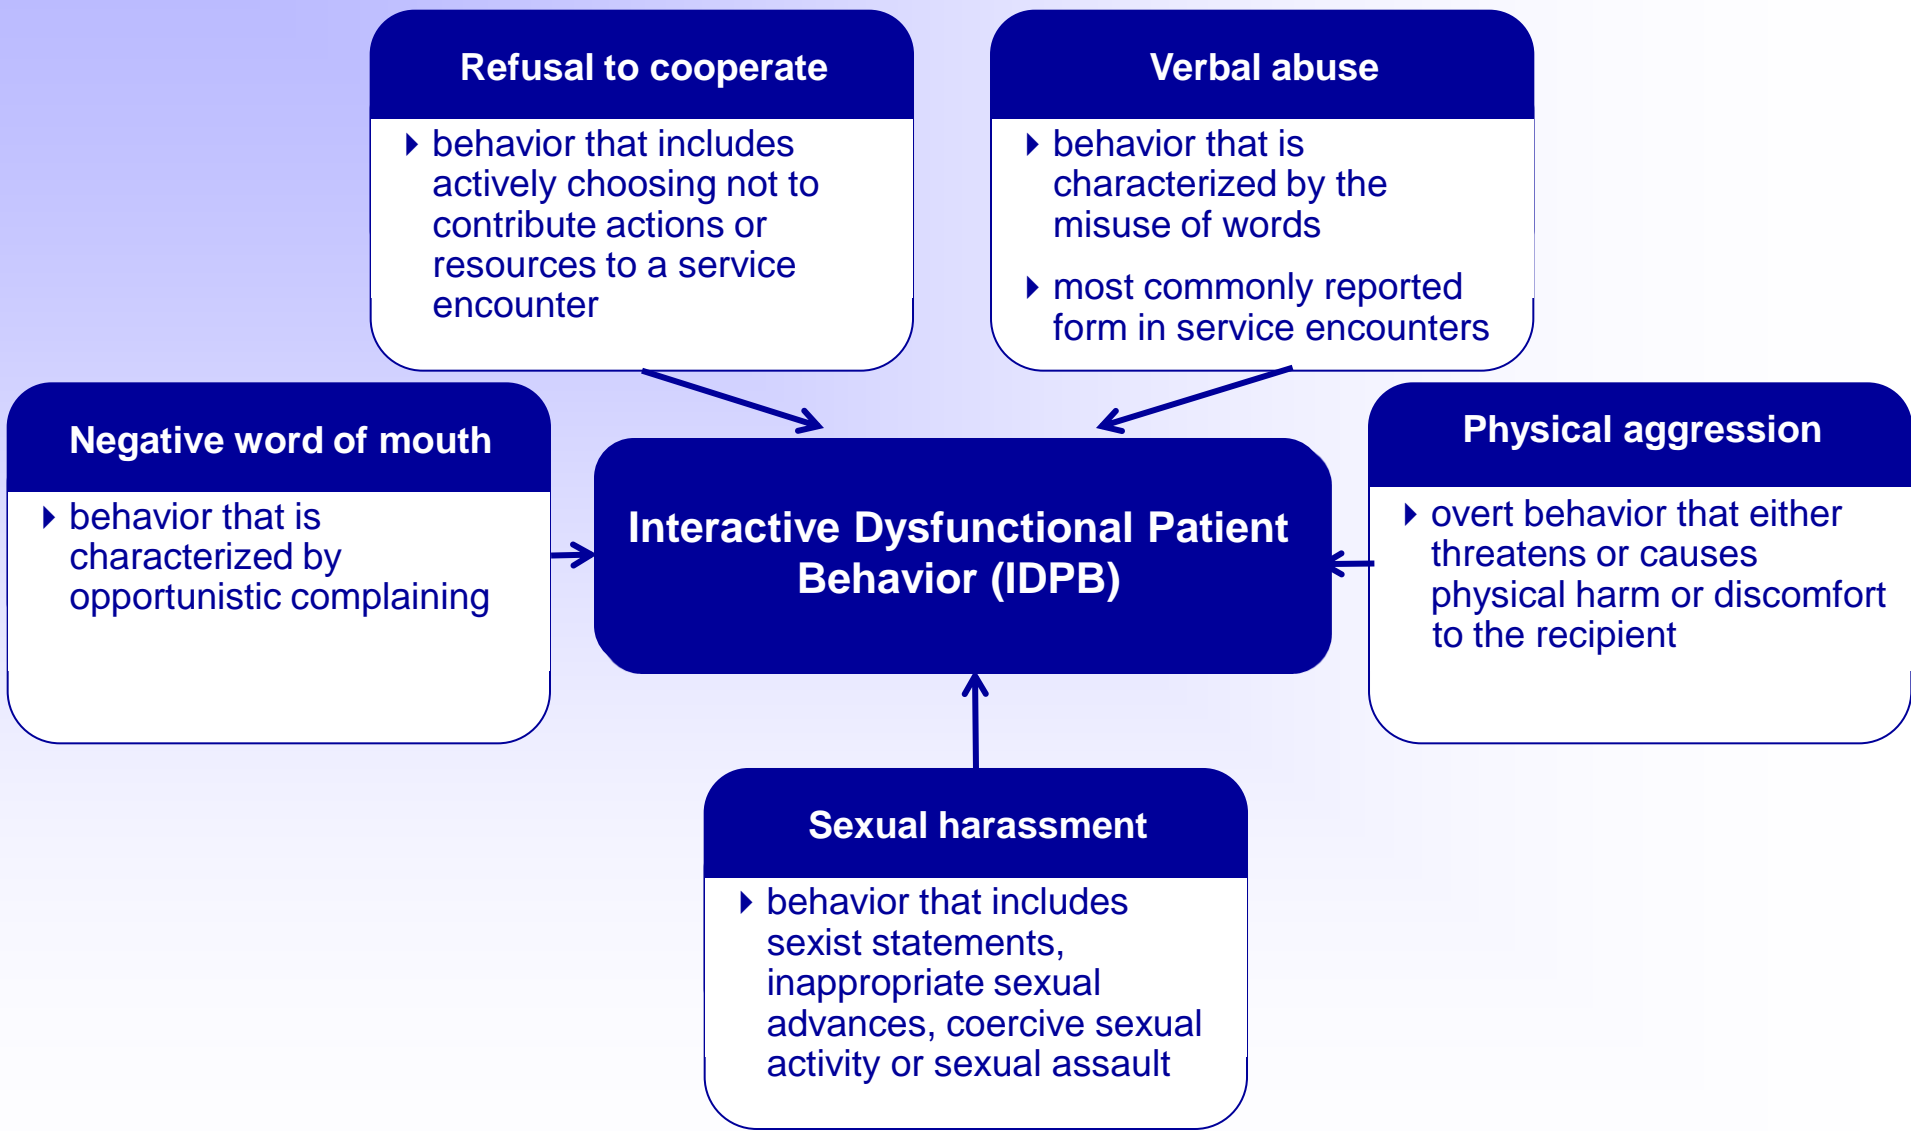 Refusal to cooperate
behavior that includes
actively choosing not to
contribute actions or
resources to a service
encounter
Verbal abuse
behavior that is
characterized by the
misuse of words
most commonly reported
form in service encounters
Negative word of mouth
behavior that is
characterized by
opportunistic complaining
Interactive Dysfunctional Patient
Behavior (IDPB)
Physical aggression
overt behavior that either
threatens or causes
physical harm or discomfort
to the recipient
Sexual harassment
behavior that includes
sexist statements,
inappropriate sexual
advances, coercive sexual
activity or sexual assault